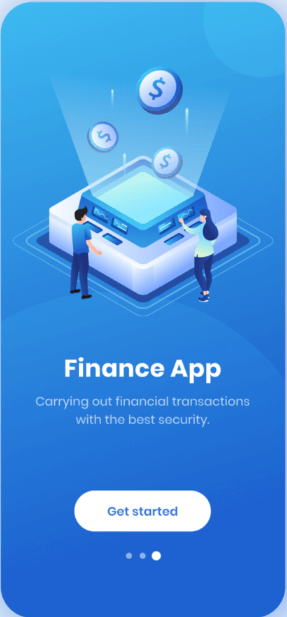 $
$
$
Finance App
Carrying out financial transactions
with the best security.
Get started